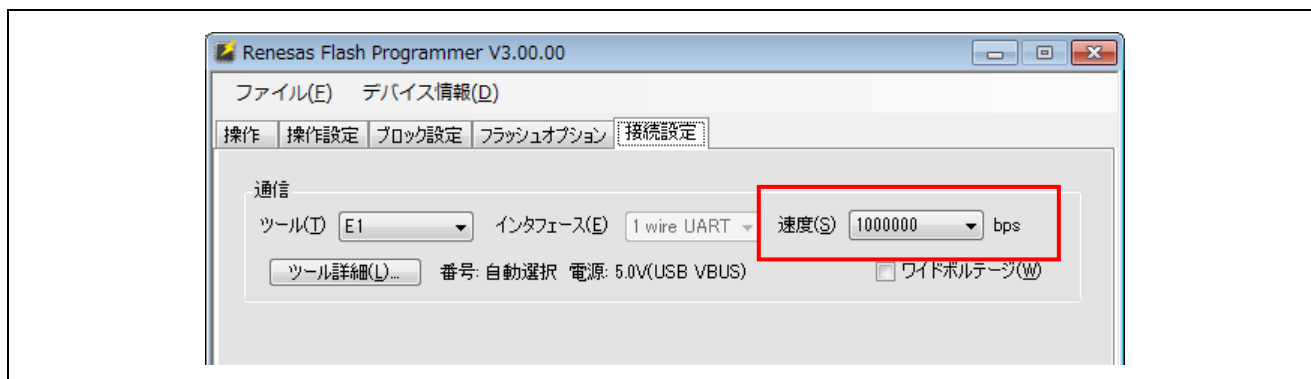 Renesas Flash Programmer V3.00.00
ファイル(F) デバイス情報(D)
操作 操作設定 ブロック設定 フラッシュオプション 接続設定
通信
ツール(T) E1 インタフェース(E) 1 wire UART 速度(S) 1000000 bps
ツール詳細(L)... 番号: 自動選択 電源: 5.0V(USB VBUS) ワイドボルテージ(W)